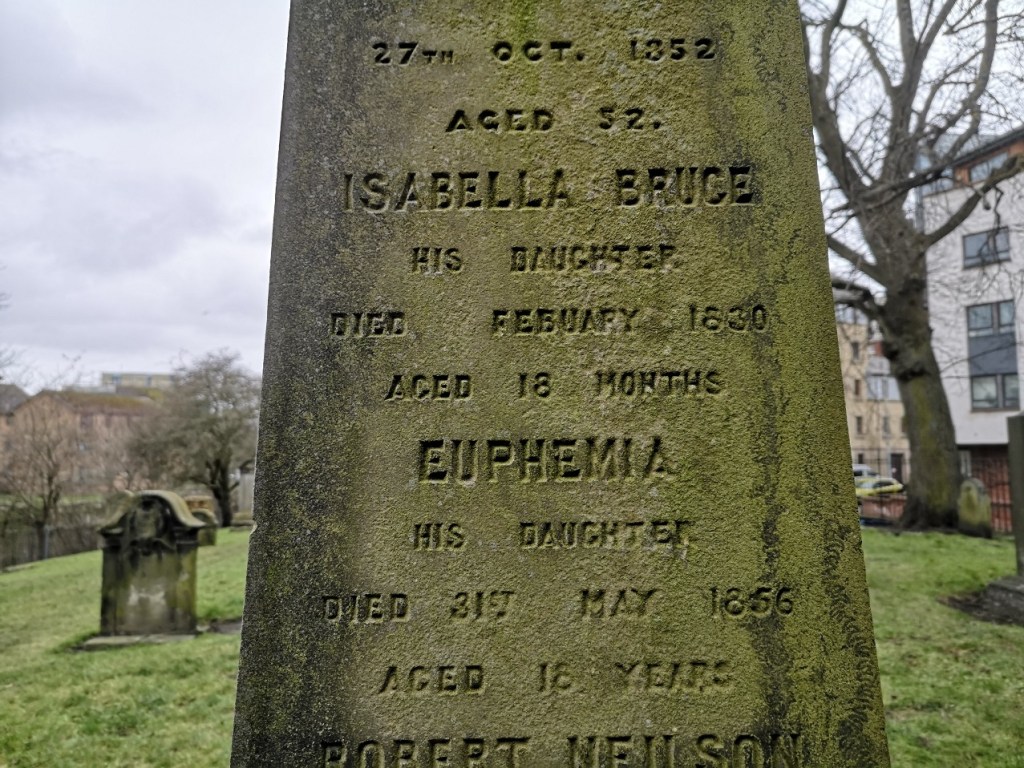 27TH OCT. 1852
AGED 52.
ISABELLA BRUCE
HIS DAUGHTER
DIED FEBUARY 1830
AGED 18 MONTHS
EUPHEMIA
HIS DAUGHTER
DIED 31ST MAY 1856
AGED 18 YEARS
ROBERT NEILSON